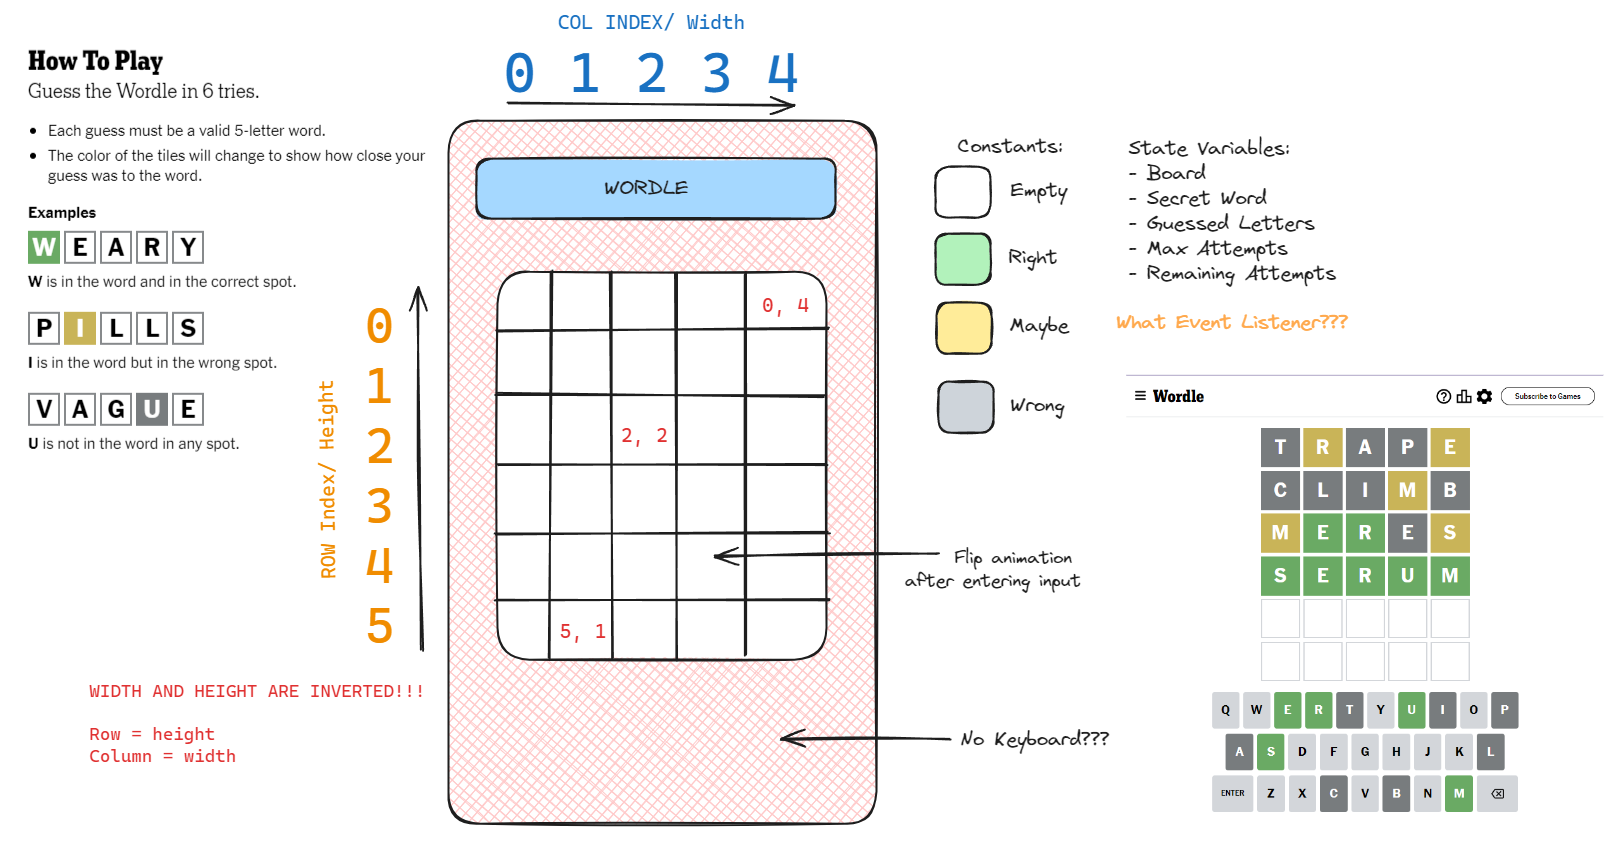 COL INDEX/ Width
0 1 2 3 4
How To Play
Guess the Wordle in 6 tries.
Each guess must be a valid 5-letter word.
The color of the tiles will change to show how close your
guess was to the word.
Examples
W E A R Y
W is in the word and in the correct spot.
P I L L S
I is in the word but in the wrong spot.
V A G U E
U is not in the word in any spot.
ROW Index/ Height
0
1
2
3
4
5
WIDTH AND HEIGHT ARE INVERTED!!!
Row = height
Column = width
WORDLE
0, 4
2, 2
5, 1
Flip animation
after entering input
No Keyboard???
Constants:
Empty
Right
Maybe
Wrong
State Variables:
- Board
- Secret Word
- Guessed Letters
- Max Attempts
- Remaining Attempts
What Event Listener???
Wordle
Subscribe to Games
T R A P E
C L I M B
M E R E S
S E R U M
Q W E R T Y U I O P
A S D F G H J K L
ENTER Z X C V B N M